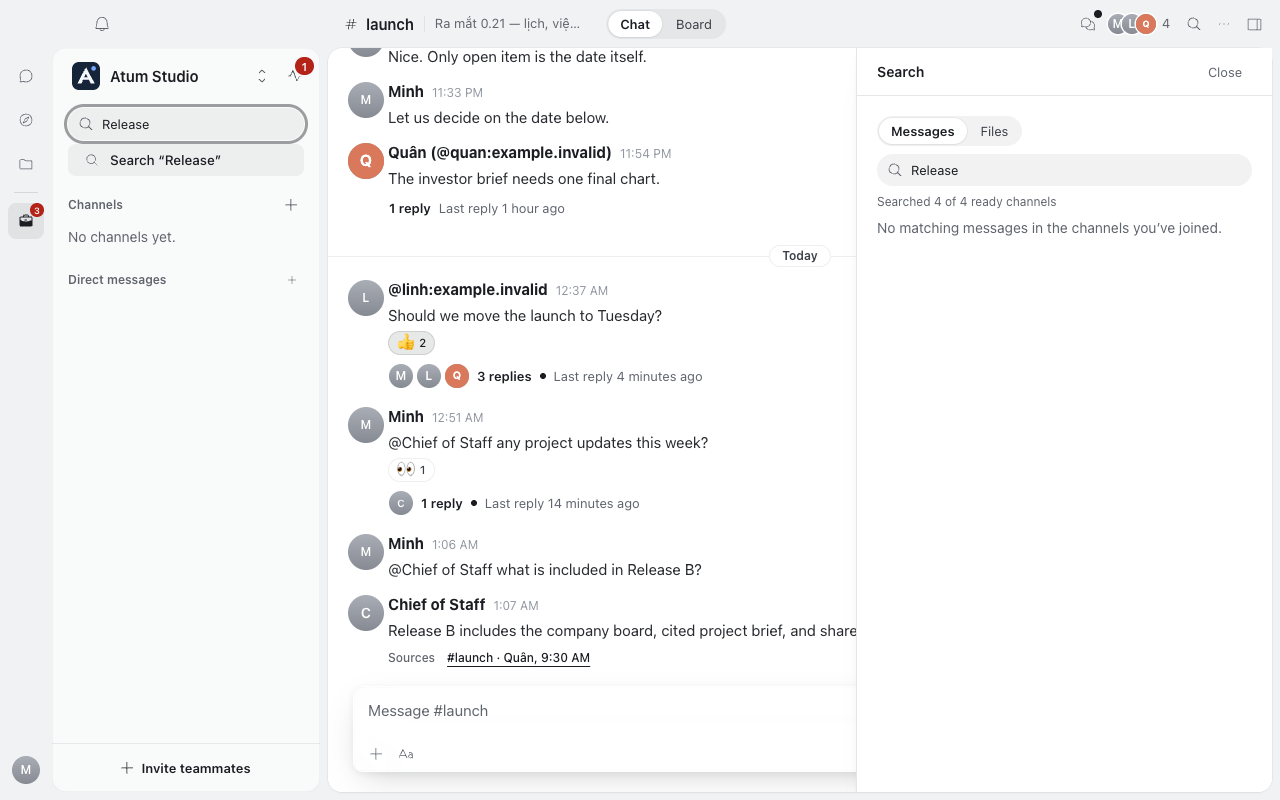 # launch
Ra mắt 0.21 — lịch, việ...
Chat
Board
M
L
Q
4
Atum Studio
1
Release
Search “Release”
3
Channels
No channels yet.
Direct messages
Invite teammates
M
Nice. Only open item is the date itself.
M
Minh 11:33 PM
Let us decide on the date below.
Q
Quân (@quan:example.invalid) 11:54 PM
The investor brief needs one final chart.
1 reply Last reply 1 hour ago
Today
L
@linh:example.invalid 12:37 AM
Should we move the launch to Tuesday?
👍 2
M L Q 3 replies • Last reply 4 minutes ago
M
Minh 12:51 AM
@Chief of Staff any project updates this week?
👀 1
C 1 reply • Last reply 14 minutes ago
M
Minh 1:06 AM
@Chief of Staff what is included in Release B?
C
Chief of Staff 1:07 AM
Release B includes the company board, cited project brief, and share
Sources #launch · Quân, 9:30 AM
Message #launch
Aa
Search
Close
Messages
Files
Release
Searched 4 of 4 ready channels
No matching messages in the channels you’ve joined.